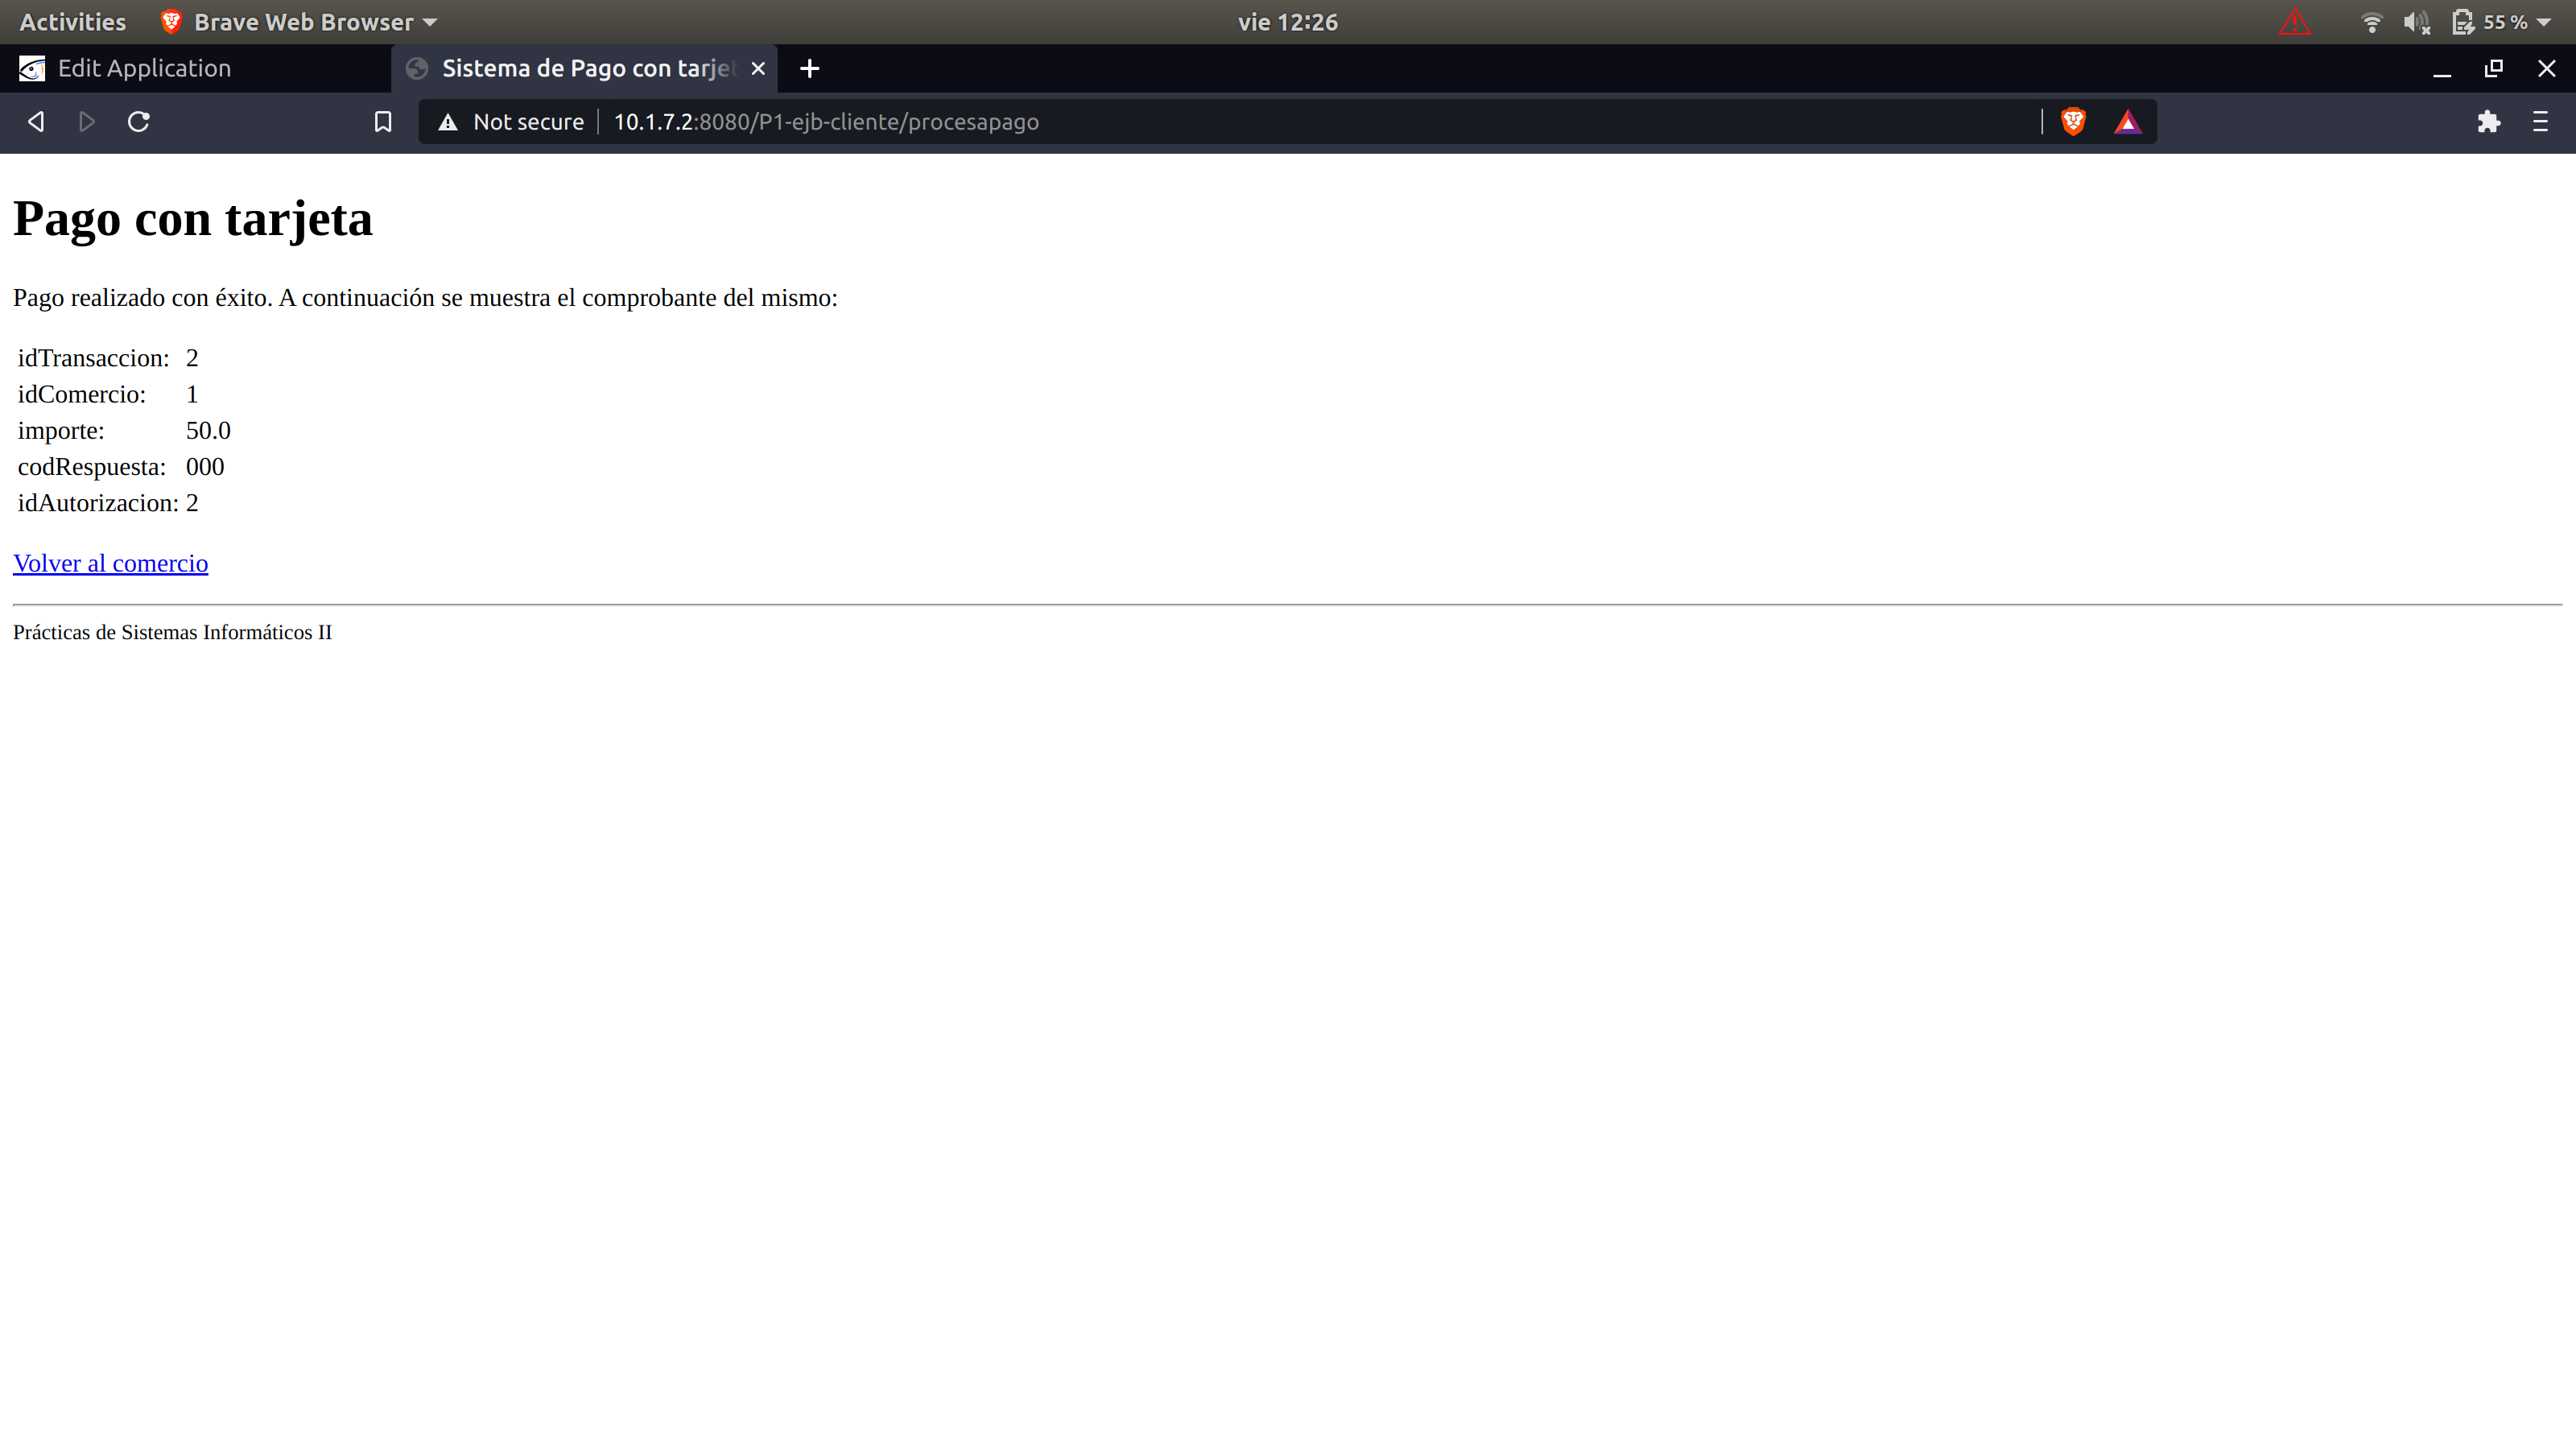 Activities Brave Web Browser vie 12:26 55 %
Edit Application Sistema de Pago con tarjet
Not secure 10.1.7.2:8080/P1-ejb-cliente/procesapago
Pago con tarjeta
Pago realizado con éxito. A continuación se muestra el comprobante del mismo:
idTransaccion: 2
idComercio: 1
importe: 50.0
codRespuesta: 000
idAutorizacion: 2
Volver al comercio
Prácticas de Sistemas Informáticos II